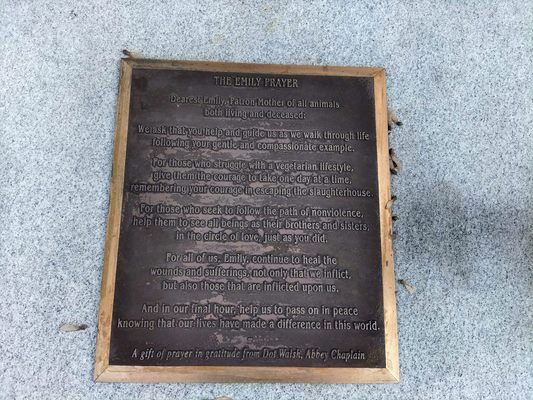 THE EMILY PRAYER
Dearest Emily, Patron Mother of all animals
both living and deceased:
We ask that you help and guide us as we walk through life
following your gentle and compassionate example.
For those who struggle with a vegetarian lifestyle,
give them the courage to take one day at a time,
remembering your courage in escaping the slaughterhouse.
For those who seek to follow the path of nonviolence,
help them to see all beings as their brothers and sisters,
in the circle of love, just as you did.
For all of us, Emily, continue to heal the
wounds and sufferings, not only that we inflict,
but also those that are inflicted upon us.
And in our final hour, help us to pass on in peace
knowing that our lives have made a difference in this world.
A gift of prayer in gratitude from Dot Walsh, Abbey Chaplain